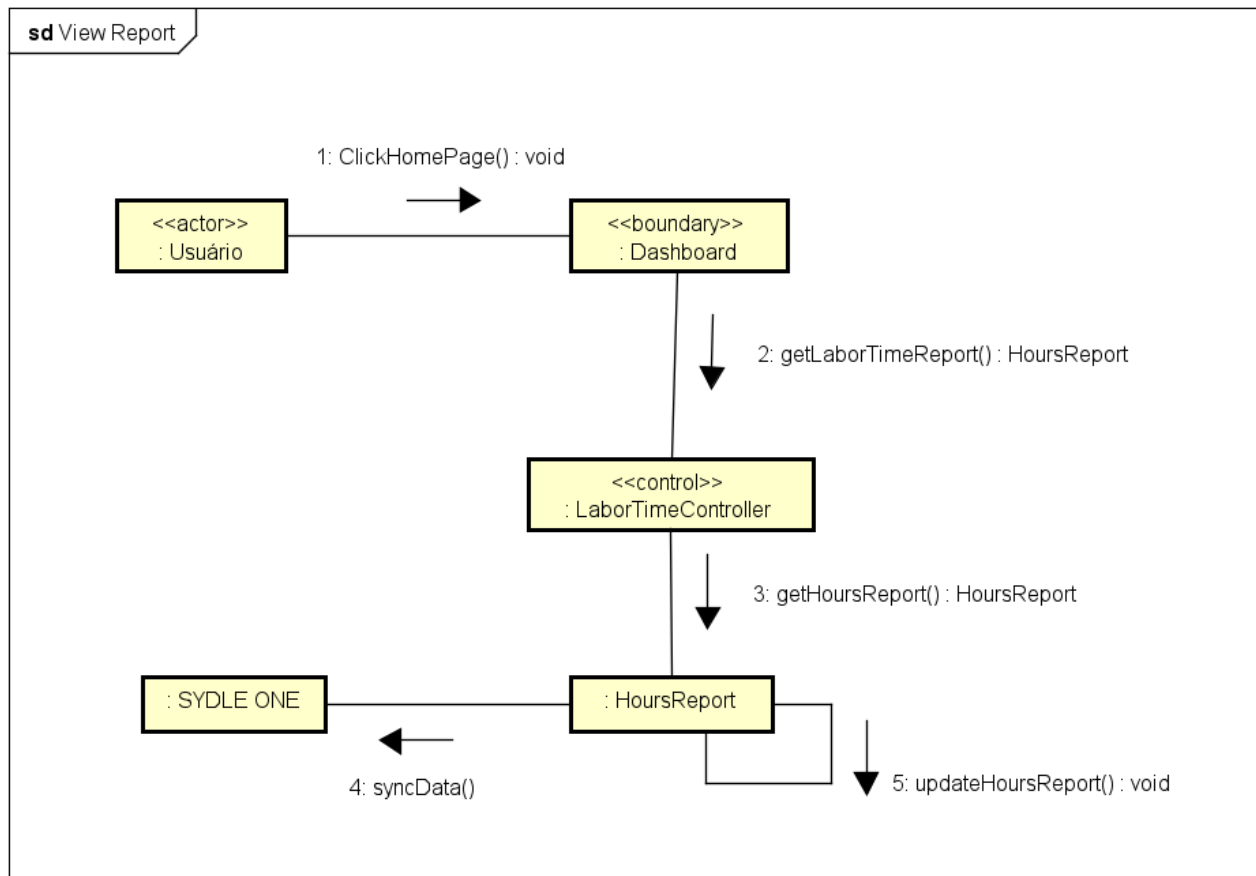 sd View Report
1: ClickHomePage() : void
<<actor>>
: Usuário
<<boundary>>
: Dashboard
2: getLaborTimeReport() : HoursReport
<<control>>
: LaborTimeController
3: getHoursReport() : HoursReport
: SYDLE ONE
: HoursReport
4: syncData()
5: updateHoursReport() : void